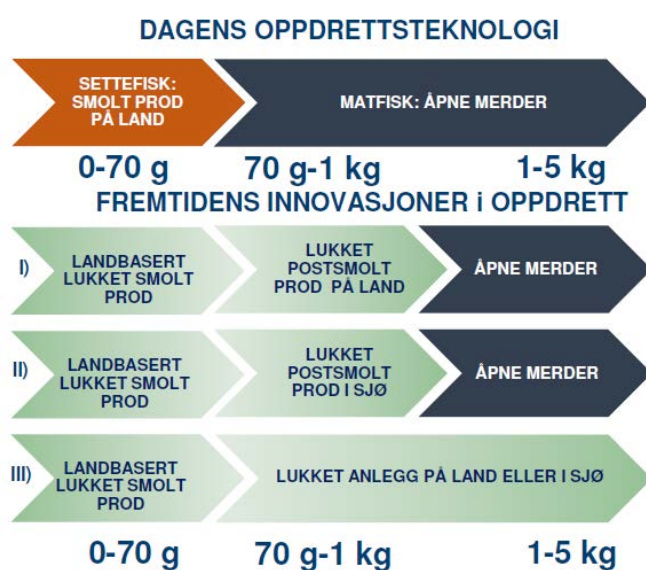 DAGENS OPPDRETTSTEKNOLOGI
SETTEFISK:
SMOLT PROD
PÅ LAND
MATFISK: ÅPNE MERDER
0-70 g 70 g-1 kg 1-5 kg
FREMTIDENS INNOVASJONER i OPPDRETT
I)
LANDBASERT
LUKKET SMOLT
PROD
LUKKET
POSTSMOLT
PROD PÅ LAND
ÅPNE MERDER
II)
LANDBASERT
LUKKET SMOLT
PROD
LUKKET
POSTSMOLT
PROD I SJØ
ÅPNE MERDER
III)
LANDBASERT
LUKKET SMOLT
PROD
LUKKET ANLEGG PÅ LAND ELLER I SJØ
0-70 g 70 g-1 kg 1-5 kg